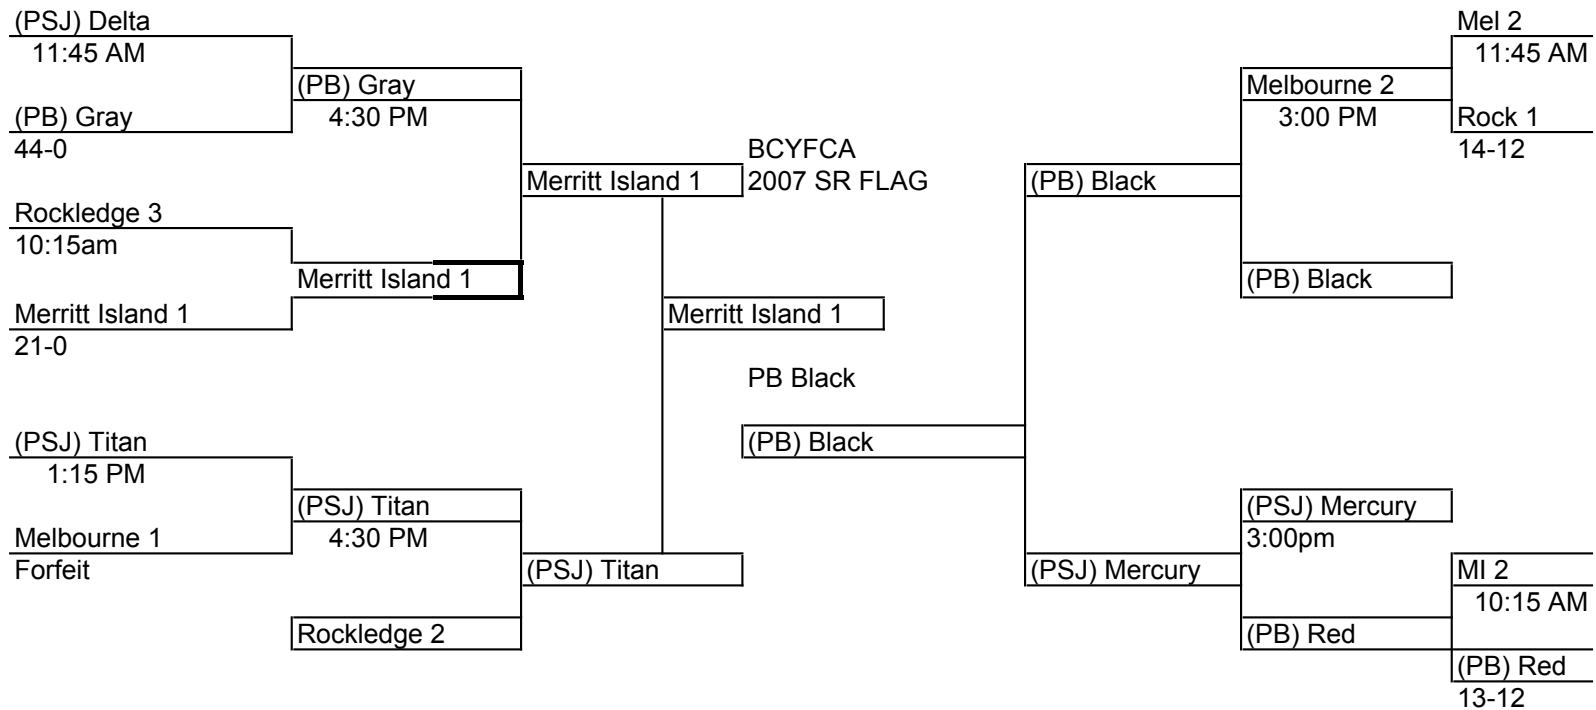 (PSJ) Delta
11:45 AM
(PB) Gray
(PB) Gray
4:30 PM
44-0
Merritt Island 1
Rockledge 3
10:15am
Merritt Island 1
Merritt Island 1
21-0
Merritt Island 1
(PSJ) Titan
1:15 PM
(PSJ) Titan
Melbourne 1
4:30 PM
Forfeit
(PSJ) Titan
Rockledge 2
BCYFCA
2007 SR FLAG
PB Black
(PB) Black
(PB) Black
(PSJ) Mercury
Mel 2
11:45 AM
Melbourne 2
3:00 PM
Rock 1
14-12
(PB) Black
(PSJ) Mercury
3:00pm
MI 2
10:15 AM
(PB) Red
(PB) Red
13-12